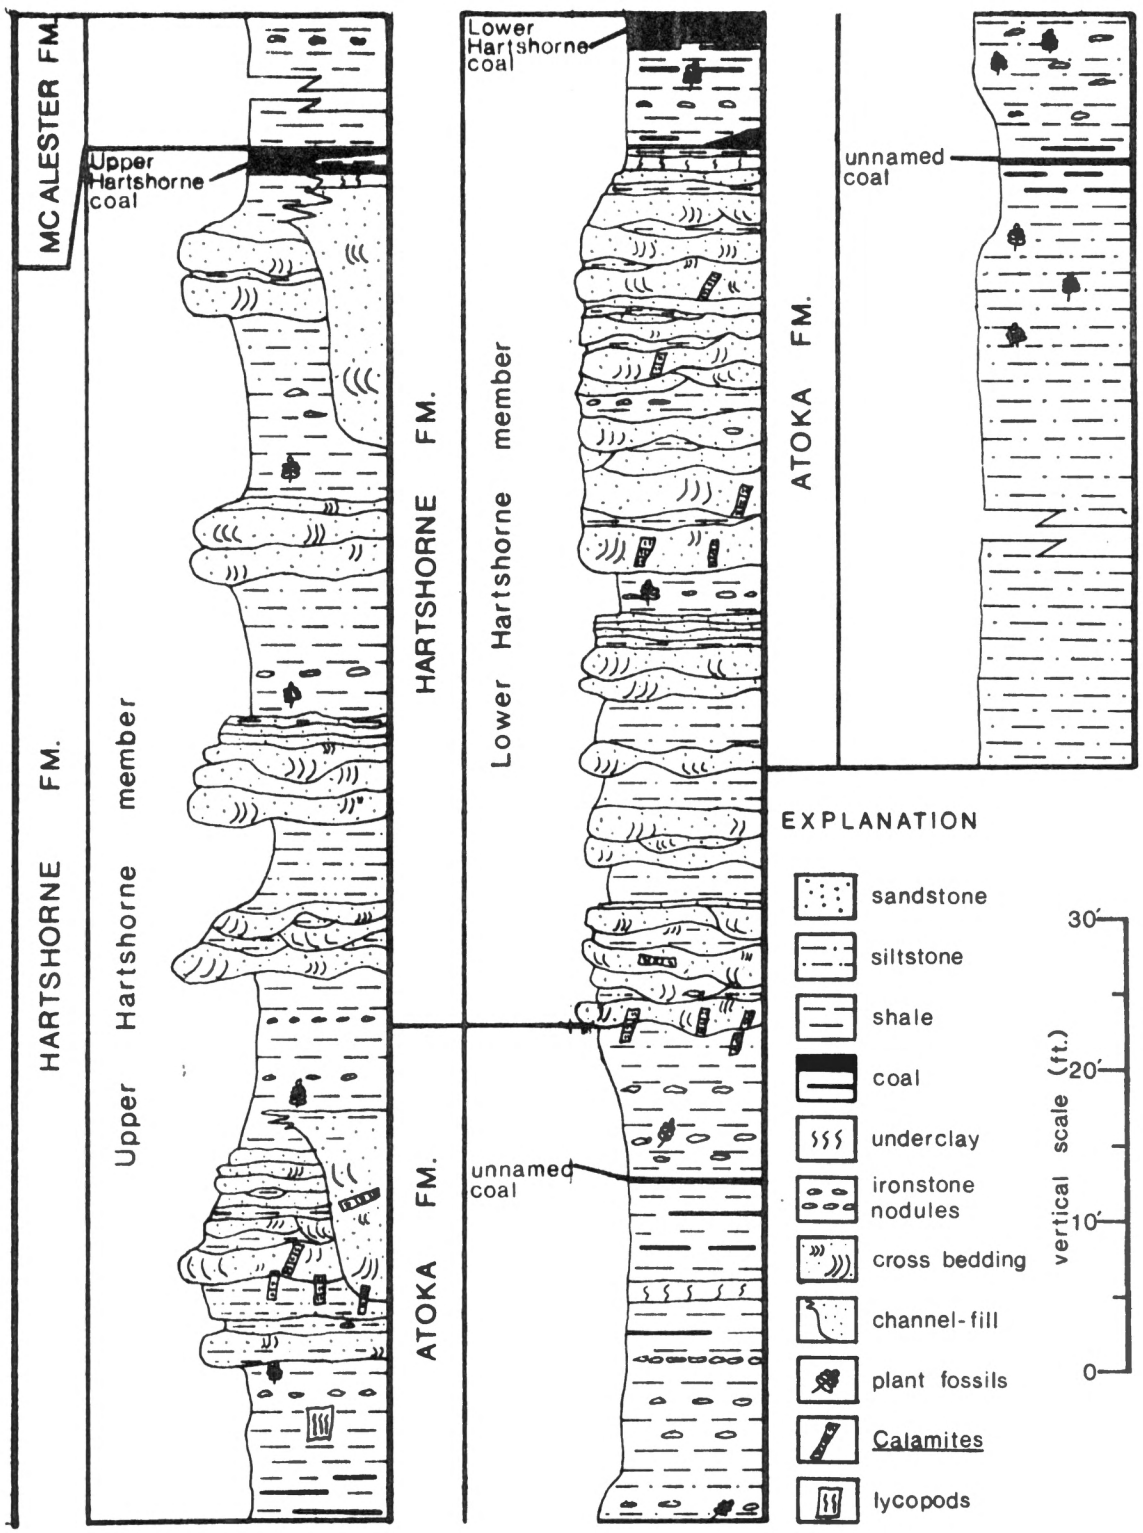 MC ALESTER FM.
HARTSHORNE FM.
Upper
Hartshorne
coal
Upper Hartshorne member
HARTSHORNE FM.
ATOKA FM.
Lower
Hartshorne
coal
Lower Hartshorne member
unnamed
coal
ATOKA FM.
unnamed
coal
EXPLANATION
sandstone
siltstone
shale
coal
underclay
ironstone
nodules
cross bedding
channel-fill
plant fossils
Calamites
lycopods
30′
20′
10′
0
vertical scale (ft.)